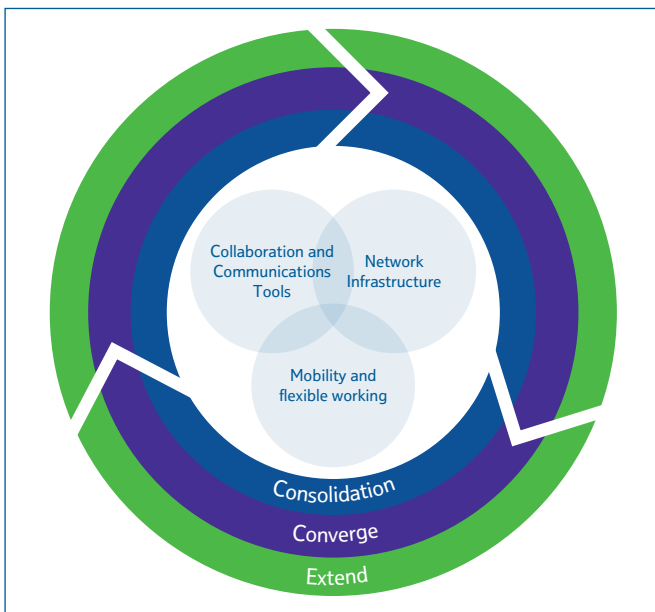 Collaboration and
Communications
Tools
Network
Infrastructure
Mobility and
flexible working
Consolidation
Converge
Extend